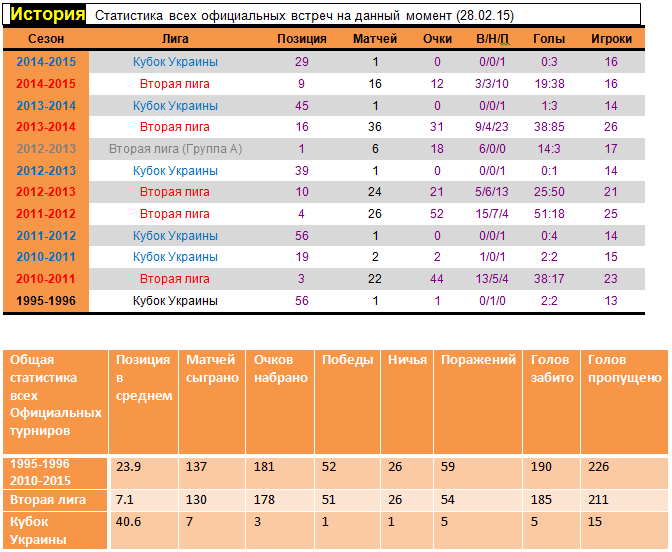 История Статистика всех официальных встреч на данный момент (28.02.15)
Сезон Лига Позиция Матчей Очки В/Н/П Голы Игроки
2014-2015 Кубок Украины 29 1 0 0/0/1 0:3 16
2014-2015 Вторая лига 9 16 12 3/3/10 19:38 16
2013-2014 Кубок Украины 45 1 0 0/0/1 1:3 14
2013-2014 Вторая лига 16 36 31 9/4/23 38:85 26
2012-2013 Вторая лига (Группа А) 1 6 18 6/0/0 14:3 17
2012-2013 Кубок Украины 39 1 0 0/0/1 0:1 14
2012-2013 Вторая лига 10 24 21 5/6/13 25:50 21
2011-2012 Вторая лига 4 26 52 15/7/4 51:18 25
2011-2012 Кубок Украины 56 1 0 0/0/1 0:4 14
2010-2011 Кубок Украины 19 2 2 1/0/1 2:2 15
2010-2011 Вторая лига 3 22 44 13/5/4 38:17 23
1995-1996 Кубок Украины 56 1 1 0/1/0 2:2 13
Общая Позиция Матчей Очков Победы Ничья Поражений Голов Голов
статистика в сыграно набрано забито пропущено
всех среднем
Официальных
турниров
1995-1996 23.9 137 181 52 26 59 190 226
2010-2015
Вторая лига 7.1 130 178 51 26 54 185 211
Кубок 40.6 7 3 1 1 5 5 15
Украины